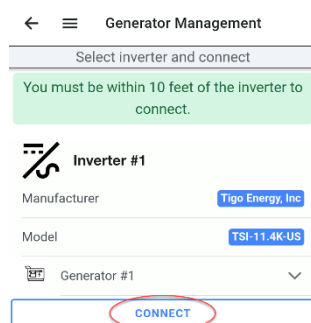 Generator Management
Select inverter and connect
You must be within 10 feet of the inverter to
connect.
Inverter #1
Manufacturer Tigo Energy, Inc
Model TSI-11.4K-US
Generator #1
CONNECT